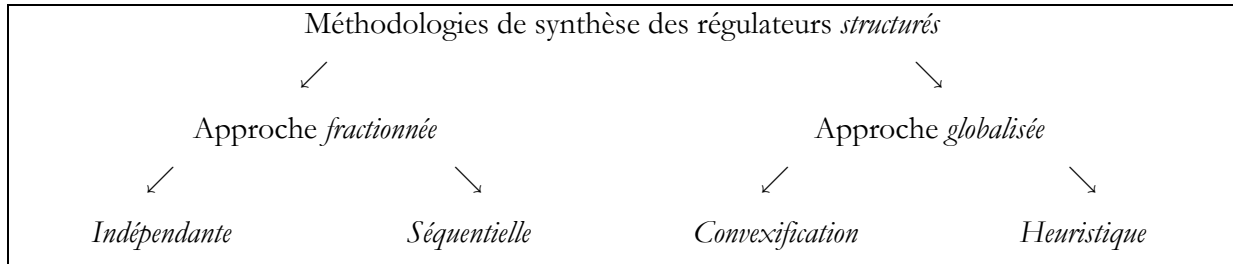 Méthodologies de synthèse des régulateurs structurés
Approche fractionnée Approche globalisée
Indépendante Séquentielle Convexification Heuristique